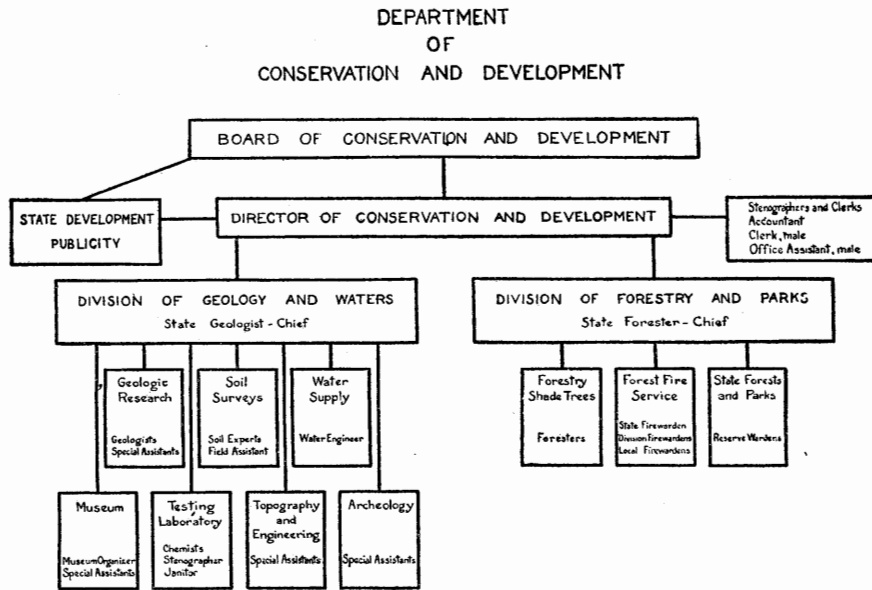 DEPARTMENT
OF
CONSERVATION AND DEVELOPMENT
BOARD OF CONSERVATION AND DEVELOPMENT
STATE DEVELOPMENT
PUBLICITY
DIRECTOR OF CONSERVATION AND DEVELOPMENT
Stenographers and Clerks
Accountant
Clerk, male
Office Assistant, male
DIVISION OF GEOLOGY AND WATERS
State Geologist - Chief
DIVISION OF FORESTRY AND PARKS
State Forester - Chief
Geologic
Research
Geologists
Special Assistants
Soil
Surveys
Soil Experts
Field Assistant
Water
Supply
Water Engineer
Forestry
Shade Trees
Foresters
Forest Fire
Service
State Firewarden
Division Firewardens
Local Firewardens
State Forests
and Parks
Reserve Wardens
Museum
Museum Organizer
Special Assistants
Testing
Laboratory
Chemists
Stenographer
Janitor
Topography
and
Engineering
Special Assistants
Archeology
Special Assistants